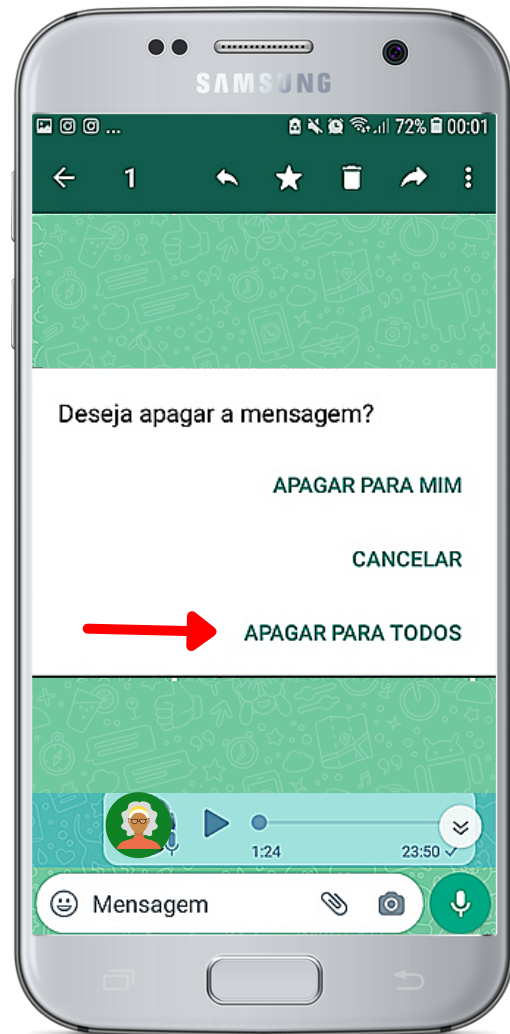 SAMSUNG
... 72% 00:01
1
Deseja apagar a mensagem?
APAGAR PARA MIM
CANCELAR
APAGAR PARA TODOS
1:24 23:50
Mensagem